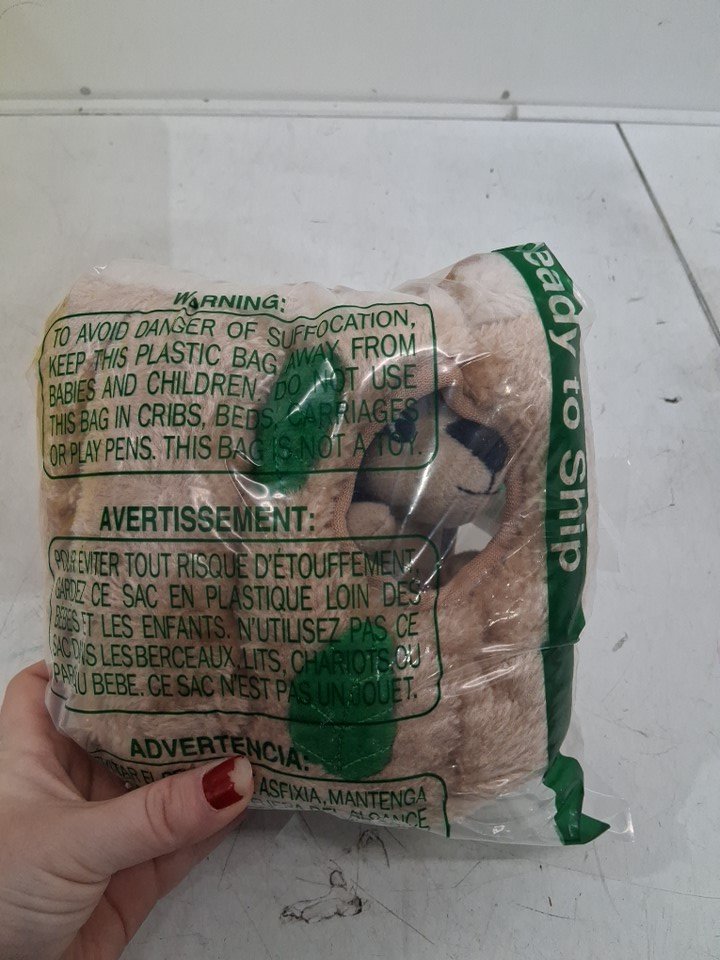 WARNING:
TO AVOID DANGER OF SUFFOCATION,
KEEP THIS PLASTIC BAG AWAY FROM
BABIES AND CHILDREN, DO NOT USE
THIS BAG IN CRIBS, BEDS, CARRIAGES
OR PLAY PENS. THIS BAG IS NOT A TOY.
AVERTISSEMENT:
POUR EVITER TOUT RISQUE D'ÉTOUFFEMENT,
GARDEZ CE SAC EN PLASTIQUE LOIN DES
BEBES ET LES ENFANTS. N'UTILISEZ PAS CE
SAC DANS LES BERCEAUX, LITS, CHARIOTS OU
BEBE. CE SAC N'EST PAS UN JOUET.
ADVERTENCIA:
ASFIXIA, MANTENGA
ALCANCE
eady to Ship